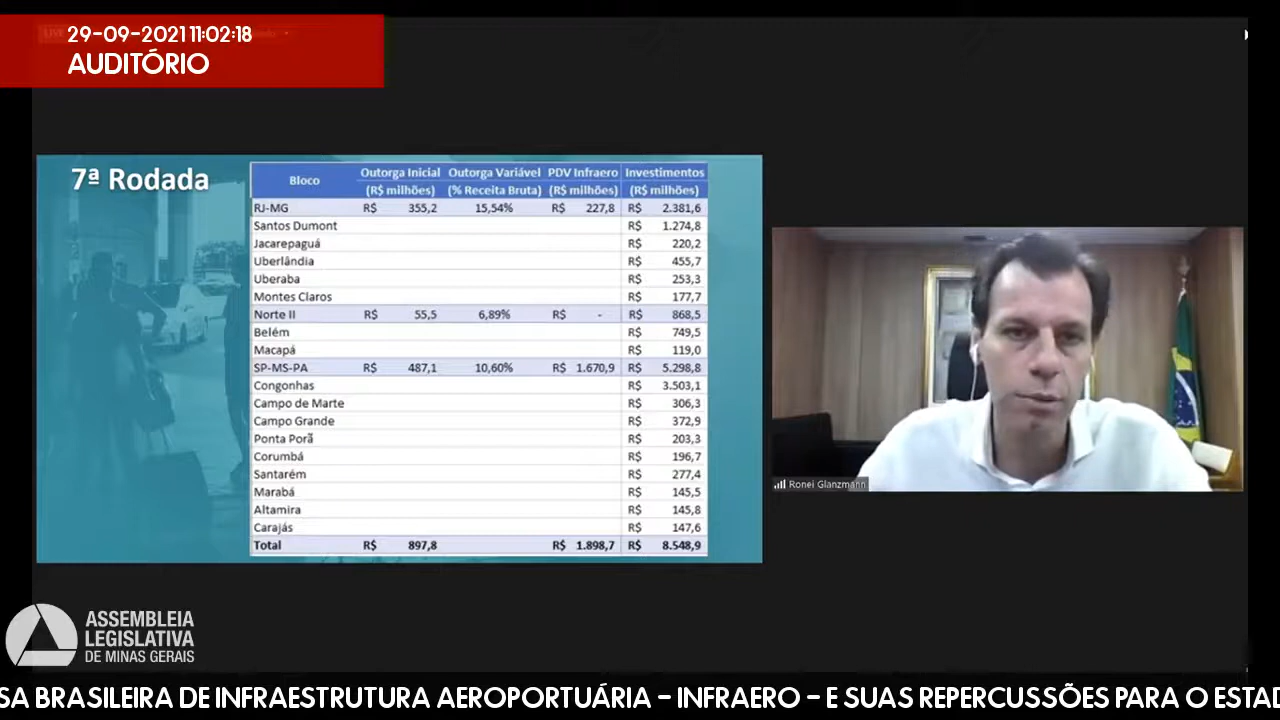 29-09-2021 11:02:18
AUDITÓRIO
7ª Rodada
Bloco Outorga Inicial (R$ milhões) Outorga Variável (% Receita Bruta) PDV Infraero (R$ milhões) Investimentos (R$ milhões)
RJ-MG R$ 355,2 15,54% R$ 227,8 R$ 2.381,6
Santos Dumont R$ 1.274,8
Jacarepaguá R$ 220,2
Uberlândia R$ 455,7
Uberaba R$ 253,3
Montes Claros R$ 177,7
Norte II R$ 55,5 6,89% R$ - R$ 868,5
Belém R$ 749,5
Macapá R$ 119,0
SP-MS-PA R$ 487,1 10,60% R$ 1.670,9 R$ 5.298,8
Congonhas R$ 3.503,1
Campo de Marte R$ 306,3
Campo Grande R$ 372,9
Ponta Porã R$ 203,3
Corumbá R$ 196,7
Santarém R$ 277,4
Marabá R$ 145,5
Altamira R$ 145,8
Carajás R$ 147,6
Total R$ 897,8 R$ 1.898,7 R$ 8.548,9
Ronei Glanzmann
ASSEMBLEIA
LEGISLATIVA
DE MINAS GERAIS
SA BRASILEIRA DE INFRAESTRUTURA AEROPORTUÁRIA - INFRAERO - E SUAS REPERCUSSÕES PARA O ESTAD